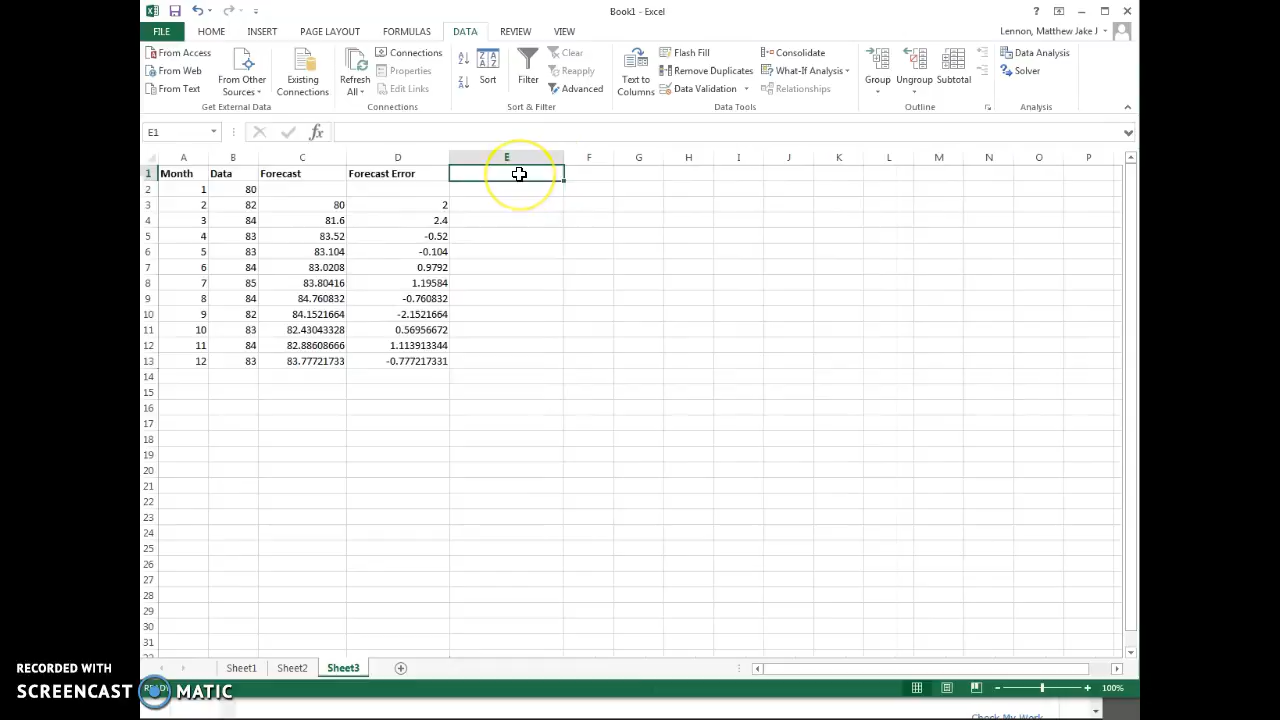 Book1 - Excel
FILE HOME INSERT PAGE LAYOUT FORMULAS DATA REVIEW VIEW Lennon, Matthew Jake J
From Access
From Web
From Text
From Other Sources
Get External Data
Existing Connections
Refresh All
Connections
Properties
Edit Links
Connections
Sort
Filter
Clear
Reapply
Advanced
Sort & Filter
Text to Columns
Flash Fill
Remove Duplicates
Data Validation
Consolidate
What-If Analysis
Relationships
Data Tools
Group
Ungroup
Subtotal
Outline
Data Analysis
Solver
Analysis
E1
fx
A B C D E F G H I J K L M N O P
1 Month Data Forecast Forecast Error
2 1 80
3 2 82 80 2
4 3 84 81.6 2.4
5 4 83 83.52 -0.52
6 5 83 83.104 -0.104
7 6 84 83.0208 0.9792
8 7 85 83.80416 1.19584
9 8 84 84.760832 -0.760832
10 9 82 84.1521664 -2.1521664
11 10 83 82.43043328 0.56956672
12 11 84 82.88608666 1.113913344
13 12 83 83.77721733 -0.777217331
14
15
16
17
18
19
20
21
22
23
24
25
26
27
28
29
30
31
Sheet1 Sheet2 Sheet3
READY 100%
RECORDED WITH
SCREENCAST MATIC
Check My Work